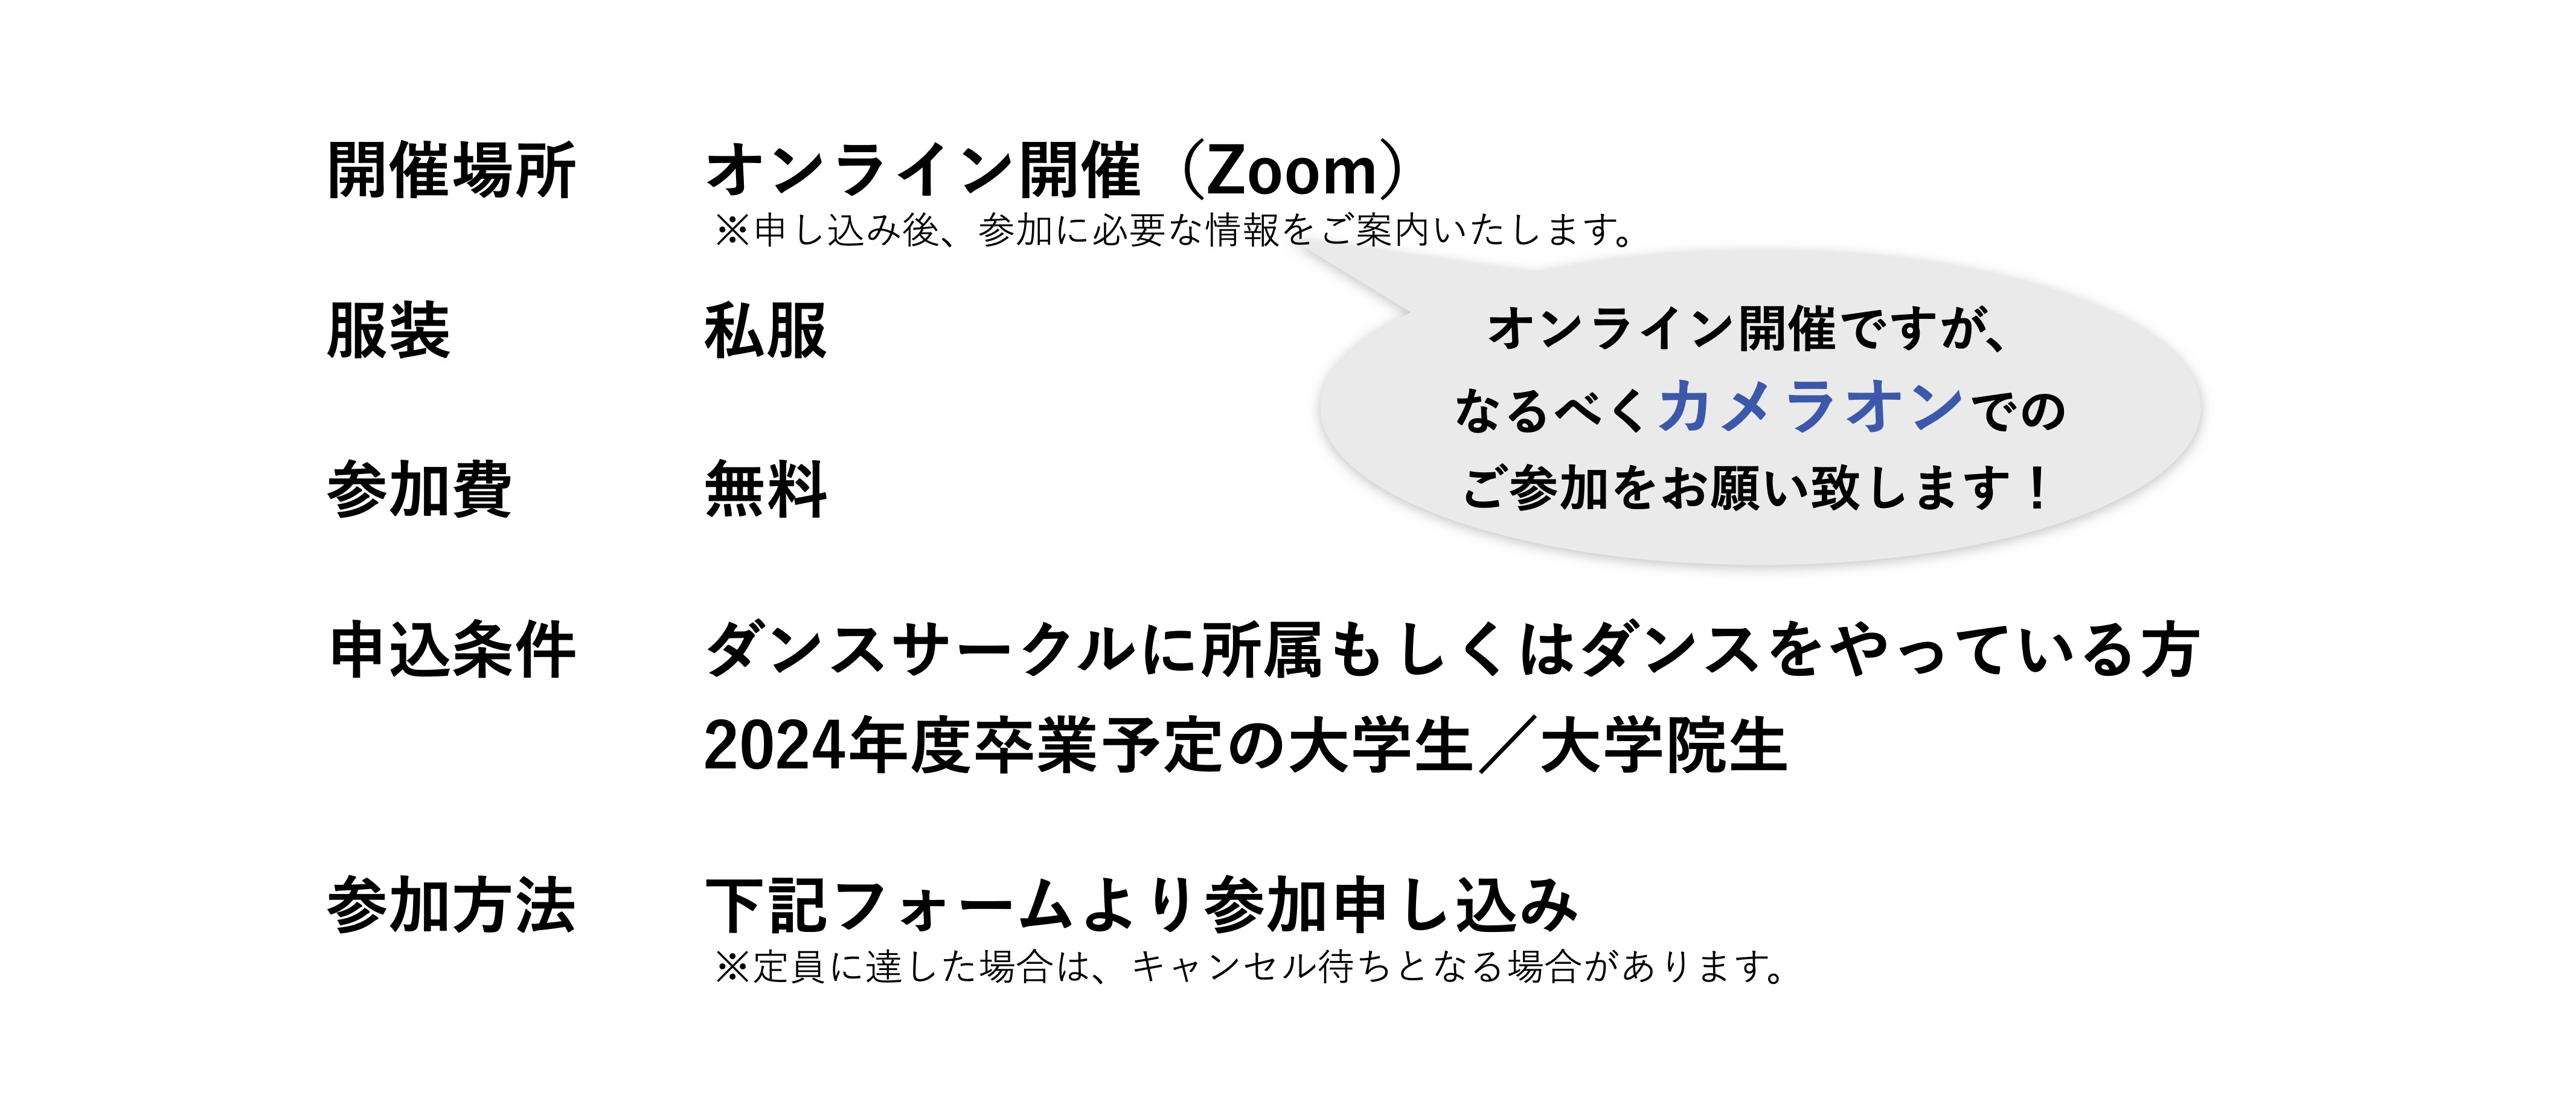 開催場所 オンライン開催（Zoom）
※申し込み後、参加に必要な情報をご案内いたします。
服装 私服
オンライン開催ですが、
なるべくカメラオンでの
ご参加をお願い致します！
参加費 無料
申込条件 ダンスサークルに所属もしくはダンスをやっている方
2024年度卒業予定の大学生／大学院生
参加方法 下記フォームより参加申し込み
※定員に達した場合は、キャンセル待ちとなる場合があります。